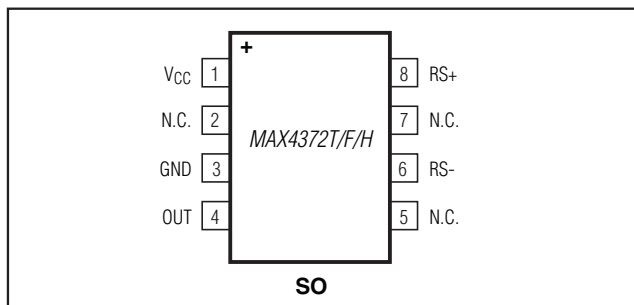 +
VCC 1 8 RS+
N.C. 2 7 N.C.
MAX4372T/F/H
GND 3 6 RS-
OUT 4 5 N.C.
SO